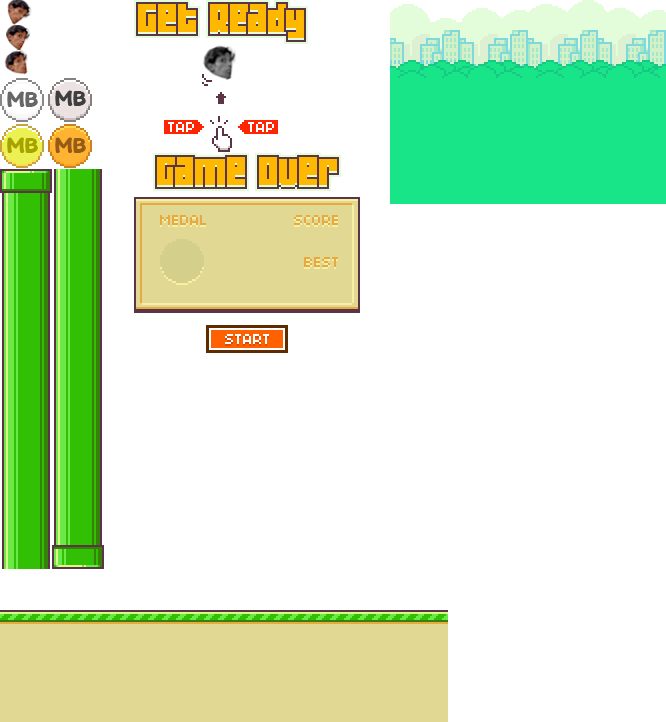 Get Ready
MB MB
MB MB
TAP TAP
Game Over
MEDAL SCORE
BEST
START